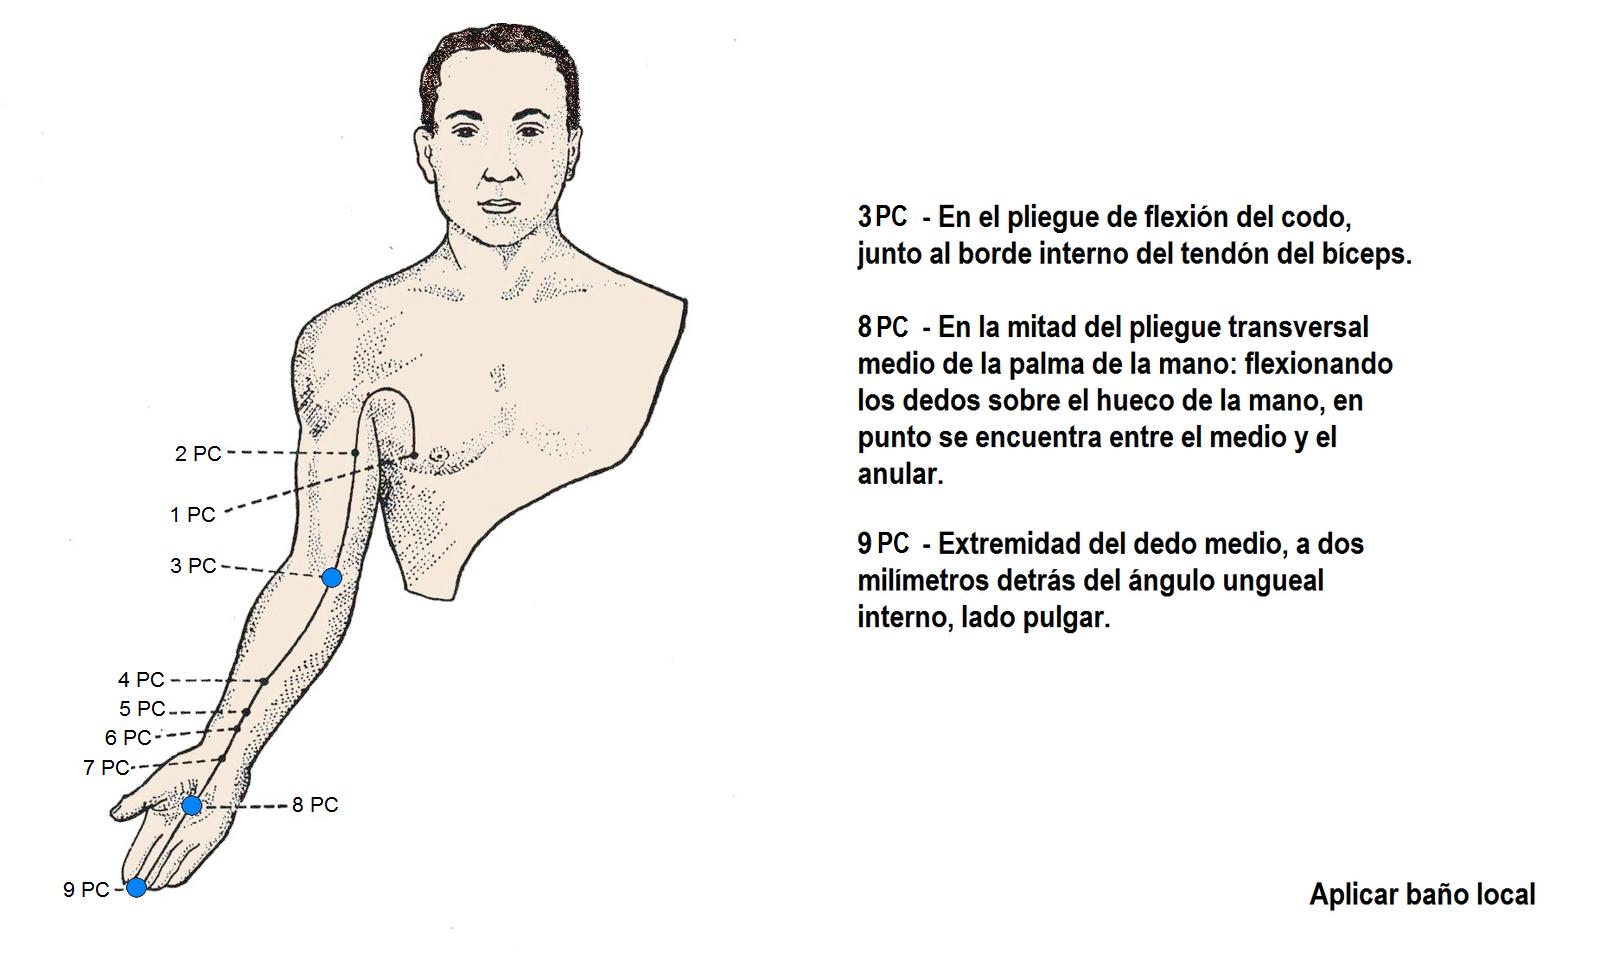 3 PC - En el pliegue de flexión del codo,
junto al borde interno del tendón del bíceps.
8 PC - En la mitad del pliegue transversal
medio de la palma de la mano: flexionando
los dedos sobre el hueco de la mano, en
punto se encuentra entre el medio y el
anular.
9 PC - Extremidad del dedo medio, a dos
milímetros detrás del ángulo ungueal
interno, lado pulgar.
2 PC
1 PC
3 PC
4 PC
5 PC
6 PC
7 PC
8 PC
9 PC
Aplicar baño local